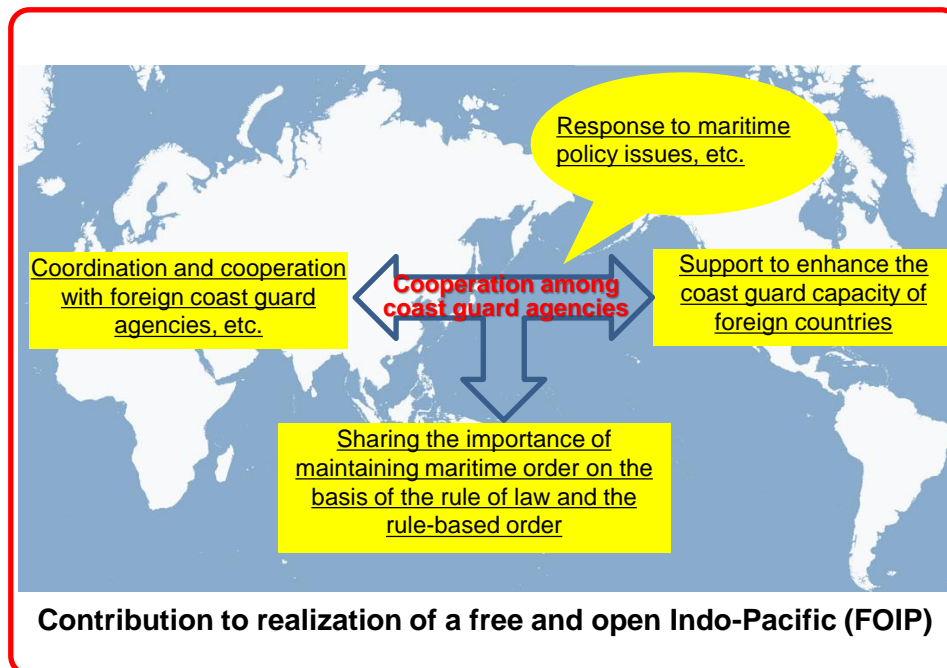 Response to maritime
policy issues, etc.
Coordination and cooperation
with foreign coast guard
agencies, etc.
Cooperation among
coast guard agencies
Support to enhance the
coast guard capacity of
foreign countries
Sharing the importance of
maintaining maritime order on the
basis of the rule of law and the
rule-based order
Contribution to realization of a free and open Indo-Pacific (FOIP)